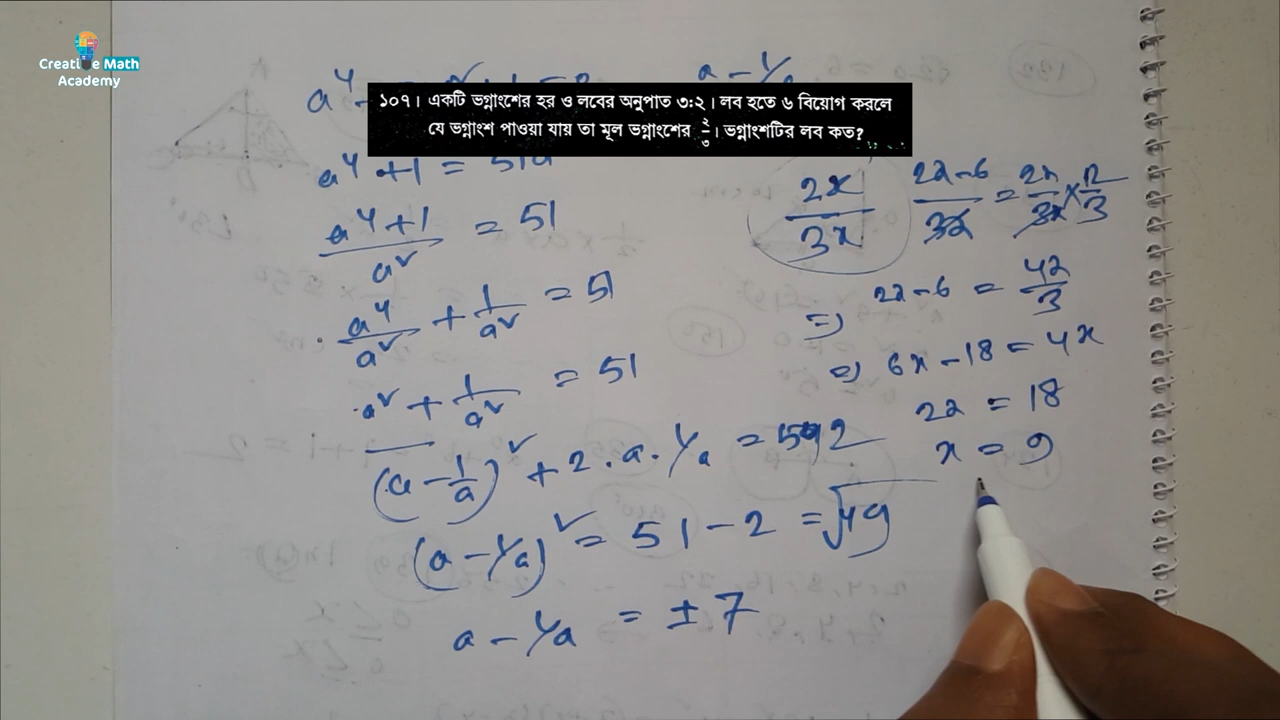 Creative Math
Academy
১০৭। একটি ভগ্নাংশের হর ও লবের অনুপাত ৩:২। লব হতে ৬ বিয়োগ করলে
যে ভগ্নাংশ পাওয়া যায় তা মূল ভগ্নাংশের ২/৩। ভগ্নাংশটির লব কত?
a⁴+1 = 51a
(a⁴+1)/a² = 51
a⁴/a² + 1/a² = 51
a² + 1/a² = 51
(a - 1/a)² + 2.a.1/a = 51
(a - 1/a)² = 51 - 2 = √49
a - 1/a = ±7
2x/3x
(2x-6)/3x = 2x/3x × 2/3
=> 2x-6 = 4x/3
=> 6x-18 = 4x
2x = 18
x = 9